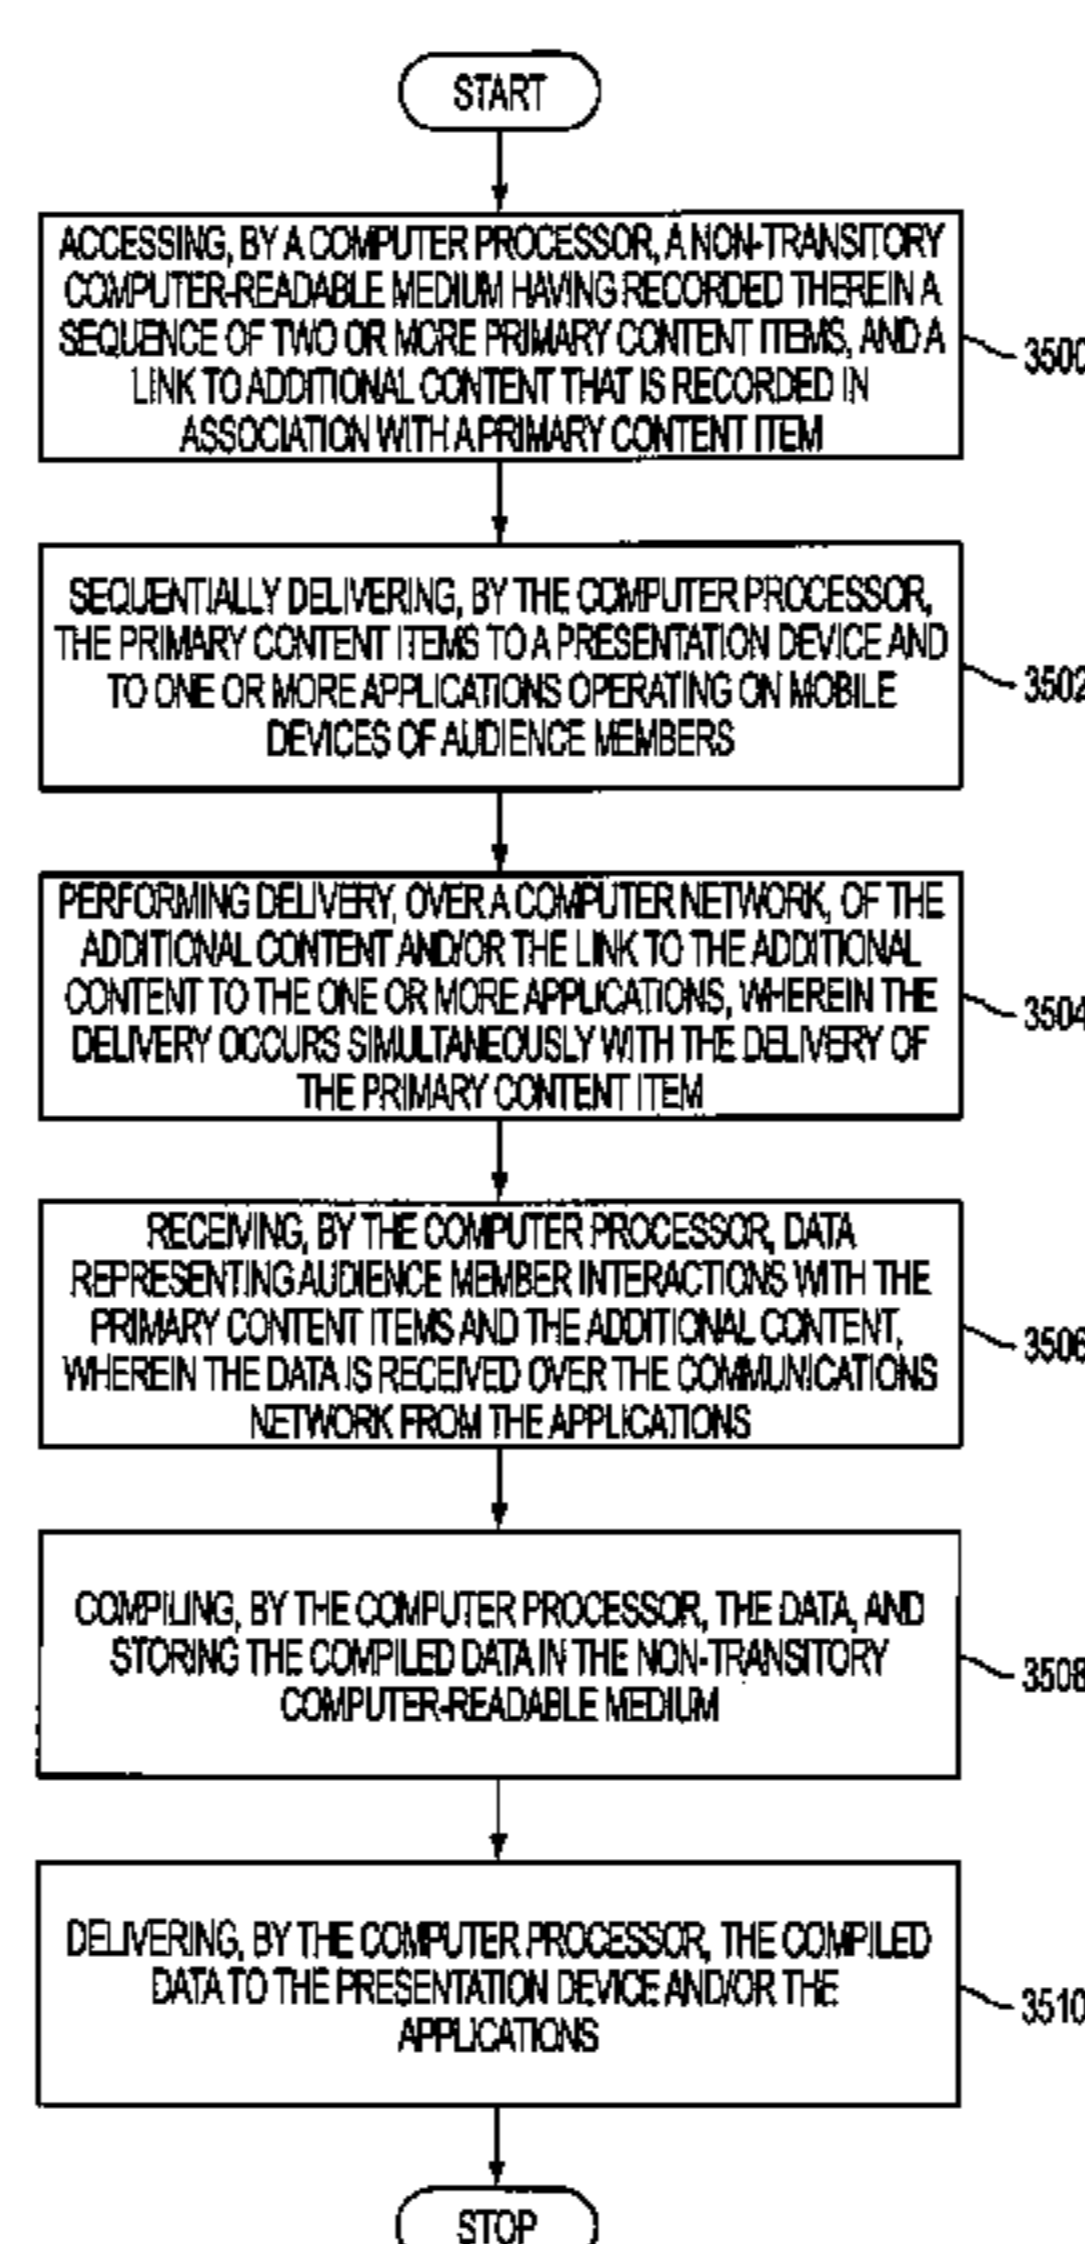 START
ACCESSING, BY A COMPUTER PROCESSOR, A NON-TRANSITORY
COMPUTER-READABLE MEDIUM HAVING RECORDED THEREIN A
SEQUENCE OF TWO OR MORE PRIMARY CONTENT ITEMS, AND A
LINK TO ADDITIONAL CONTENT THAT IS RECORDED IN
ASSOCIATION WITH A PRIMARY CONTENT ITEM
3500
SEQUENTIALLY DELIVERING, BY THE COMPUTER PROCESSOR,
THE PRIMARY CONTENT ITEMS TO A PRESENTATION DEVICE AND
TO ONE OR MORE APPLICATIONS OPERATING ON MOBILE
DEVICES OF AUDIENCE MEMBERS
3502
PERFORMING DELIVERY, OVER A COMPUTER NETWORK, OF THE
ADDITIONAL CONTENT AND/OR THE LINK TO THE ADDITIONAL
CONTENT TO THE ONE OR MORE APPLICATIONS, WHEREIN THE
DELIVERY OCCURS SIMULTANEOUSLY WITH THE DELIVERY OF
THE PRIMARY CONTENT ITEM
3504
RECEIVING, BY THE COMPUTER PROCESSOR, DATA
REPRESENTING AUDIENCE MEMBER INTERACTIONS WITH THE
PRIMARY CONTENT ITEMS AND THE ADDITIONAL CONTENT,
WHEREIN THE DATA IS RECEIVED OVER THE COMMUNICATIONS
NETWORK FROM THE APPLICATIONS
3506
COMPILING, BY THE COMPUTER PROCESSOR, THE DATA, AND
STORING THE COMPILED DATA IN THE NON-TRANSITORY
COMPUTER-READABLE MEDIUM
3508
DELIVERING, BY THE COMPUTER PROCESSOR, THE COMPILED
DATA TO THE PRESENTATION DEVICE AND/OR THE
APPLICATIONS
3510
STOP